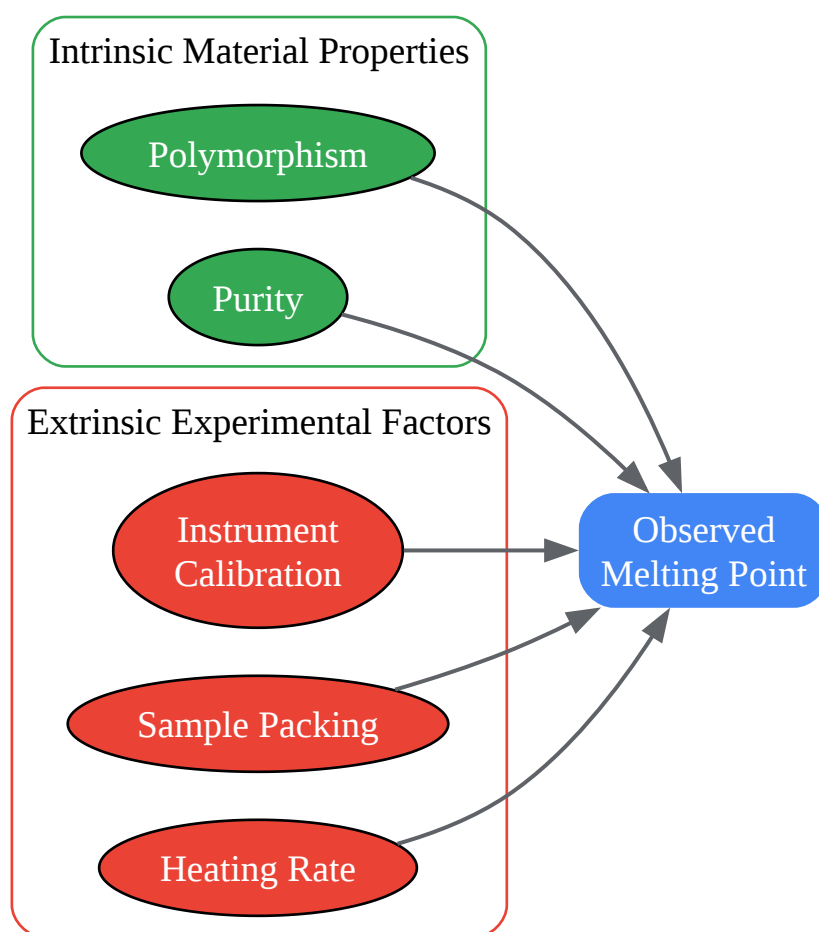 Intrinsic Material Properties
Polymorphism
Purity
Extrinsic Experimental Factors
Instrument
Calibration
Sample Packing
Heating Rate
Observed
Melting Point